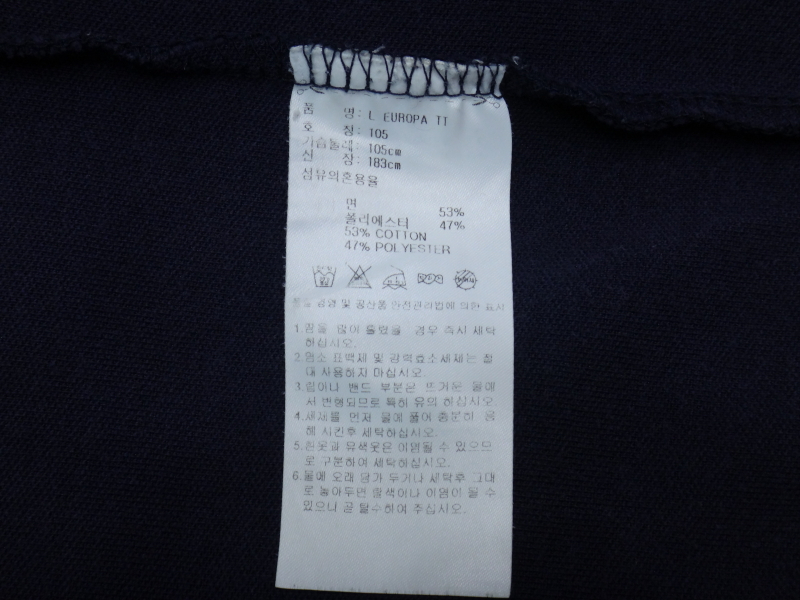 품 명: L EUROPA TT
호 칭: 105
가슴둘레: 105cm
신 장: 183cm
섬유의혼용율
면 53%
폴리에스터 47%
53% COTTON
47% POLYESTER
품질 경영 및 공산품 안전관리법에 의한 표시
1.땀을 많이 흘렸을 경우 즉시 세탁
하십시오.
2.염소 표백제 및 강력효소세제는 절
대 사용하지 마십시오.
3.립이나 밴드 부분은 뜨거운 물에
서 변형되므로 특히 유의 하십시오.
4.세제를 먼저 물에 풀어 충분히 용
해 시킨후 세탁하십시오.
5.흰옷과 유색옷은 이염될 수 있으므
로 구분하여 세탁하십시오.
6.물에 오래 담가 두거나 세탁후 그대
로 놓아두면 탈색이나 이염이 될 수
있으니 곧 탈수하여 주십시오.